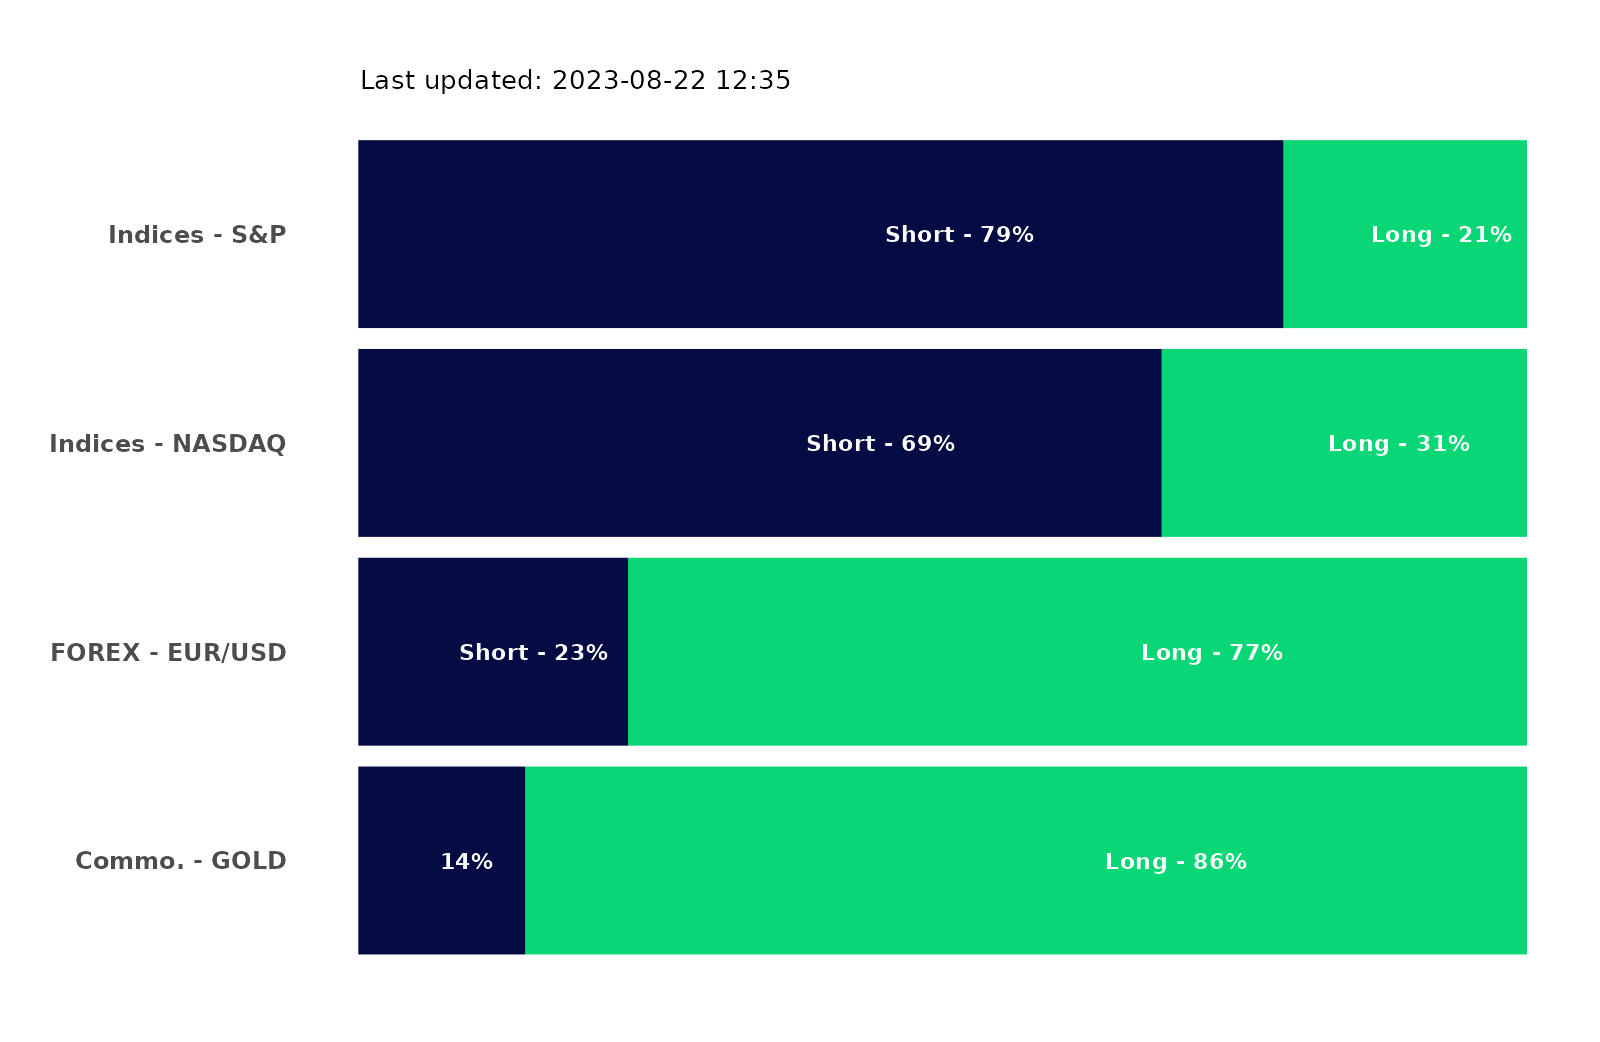 Last updated: 2023-08-22 12:35
Indices - S&P Short - 79% Long - 21%
Indices - NASDAQ Short - 69% Long - 31%
FOREX - EUR/USD Short - 23% Long - 77%
Commo. - GOLD 14% Long - 86%